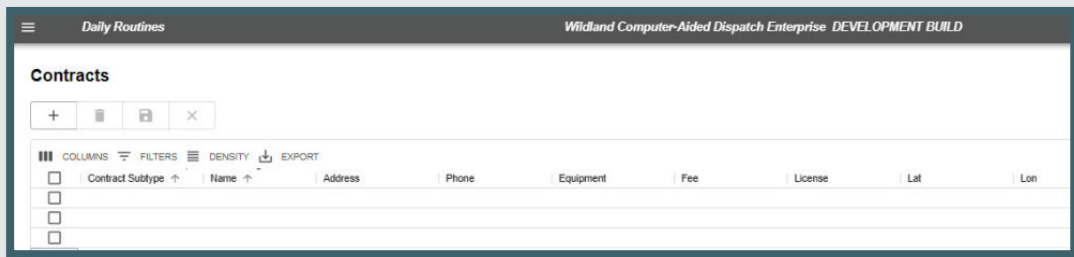 Daily Routines Wildland Computer-Aided Dispatch Enterprise DEVELOPMENT BUILD
Contracts
COLUMNS FILTERS DENSITY EXPORT
Contract Subtype Name Address Phone Equipment Fee License Lat Lon